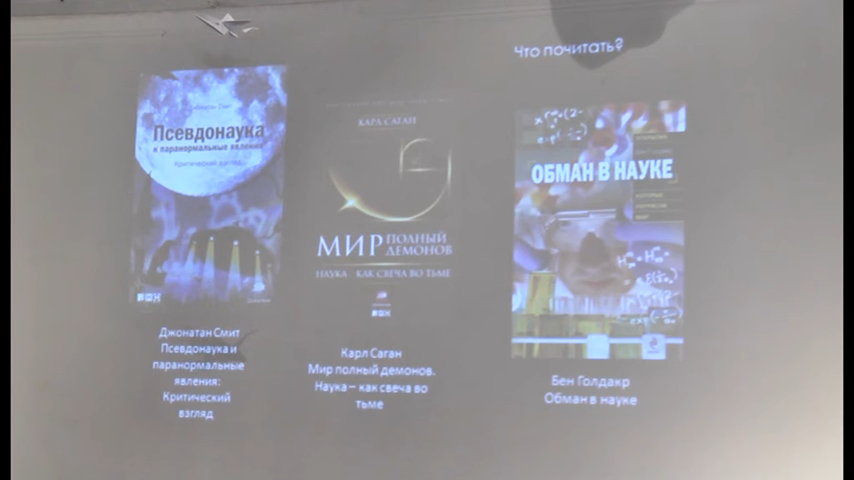 Что почитать?
Псевдонаука
и паранормальные явления
Критический взгляд
КАРЛ САГАН
МИР ПОЛНЫЙ
ДЕМОНОВ
НАУКА КАК СВЕЧА ВО ТЬМЕ
ОБМАН В НАУКЕ
Джонатан Смит
Псевдонаука и
паранормальные
явления:
Критический
взгляд
Карл Саган
Мир полный демонов.
Наука – как свеча во
тьме
Бен Голдакр
Обман в науке